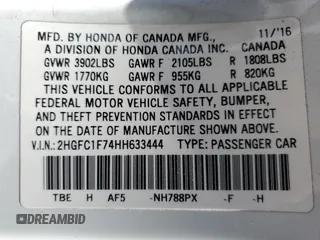 MFD. BY HONDA OF CANADA MFG., 11/'16
A DIVISION OF HONDA CANADA INC. CANADA
GVWR 3902LBS GAWR F 2105LBS R 1808LBS
GVWR 1770KG GAWR F 955KG R 820KG
THIS VEHICLE CONFORMS TO ALL APPLICABLE
FEDERAL MOTOR VEHICLE SAFETY, BUMPER,
AND THEFT PREVENTION STANDARDS IN EFFECT
ON THE DATE OF MANUFACTURE SHOWN ABOVE.
V.I.N.: 2HGFC1F74HH633444 TYPE: PASSENGER CAR
TBE H AF5 -NH788PX -F -H
DREAMBID